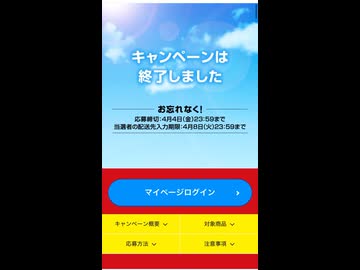 キャンペーンは
終了しました
お忘れなく!
応募締切:4月4日(金)23:59まで
当選者の配送先入力期限:4月8日(火)23:59まで
マイページログイン
キャンペーン概要
対象商品
応募方法
注意事項